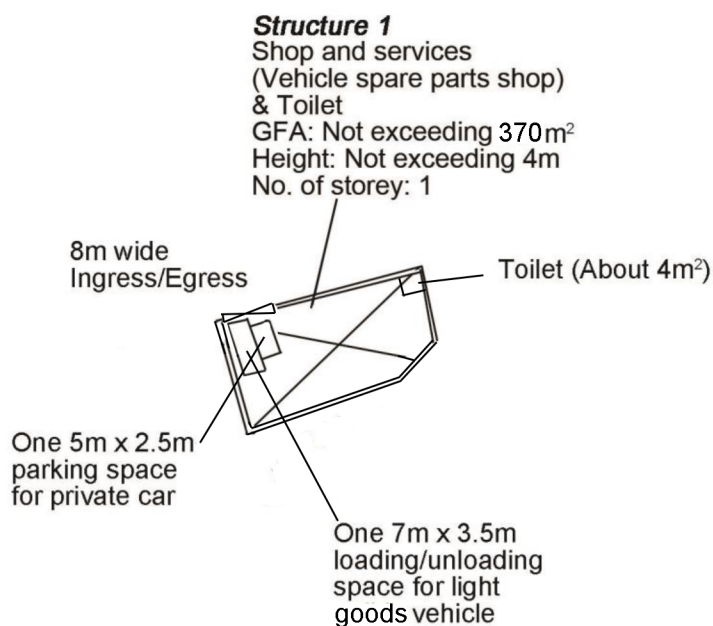 Structure 1
Shop and services
(Vehicle spare parts shop)
& Toilet
GFA: Not exceeding 370m²
Height: Not exceeding 4m
No. of storey: 1
8m wide
Ingress/Egress
Toilet (About 4m²)
One 5m x 2.5m
parking space
for private car
One 7m x 3.5m
loading/unloading
space for light
goods vehicle